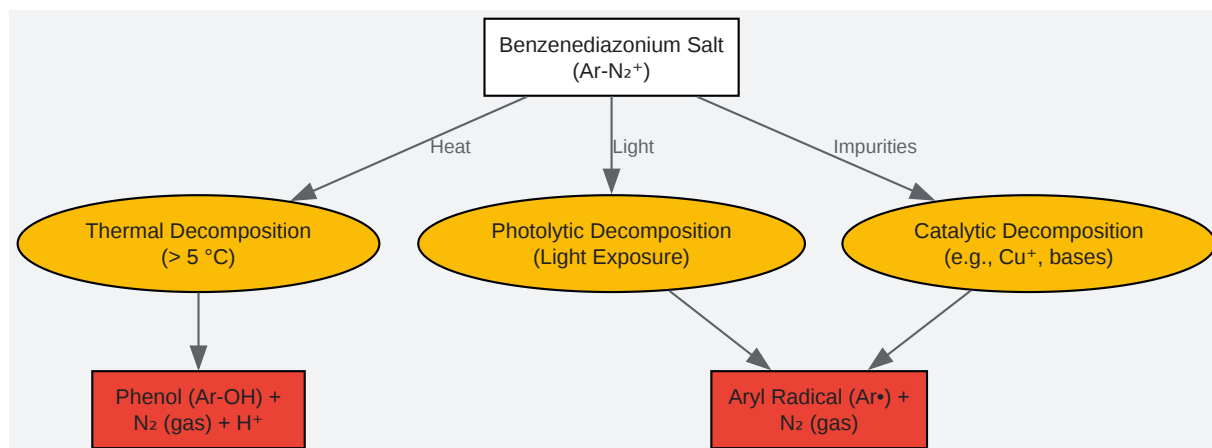 Benzenediazonium Salt
(Ar-N₂⁺)
Heat
Light
Impurities
Thermal Decomposition
(> 5 °C)
Photolytic Decomposition
(Light Exposure)
Catalytic Decomposition
(e.g., Cu⁺, bases)
Phenol (Ar-OH) +
N₂ (gas) + H⁺
Aryl Radical (Ar•) +
N₂ (gas)